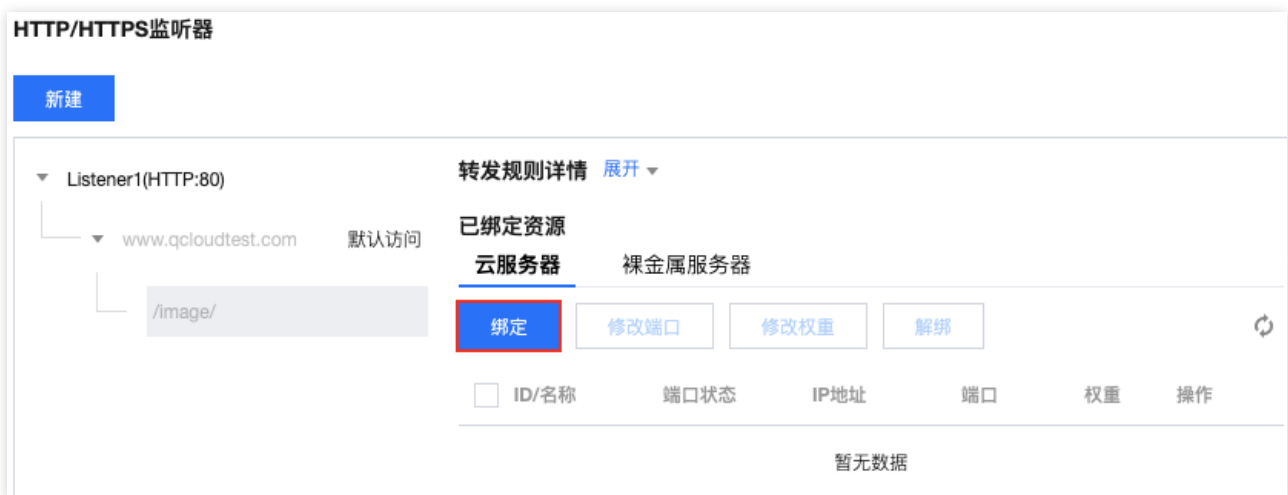 HTTP/HTTPS监听器
新建
Listener1(HTTP:80)
www.qcloudtest.com 默认访问
/image/
转发规则详情 展开
已绑定资源
云服务器 裸金属服务器
绑定 修改端口 修改权重 解绑
ID/名称 端口状态 IP地址 端口 权重 操作
暂无数据